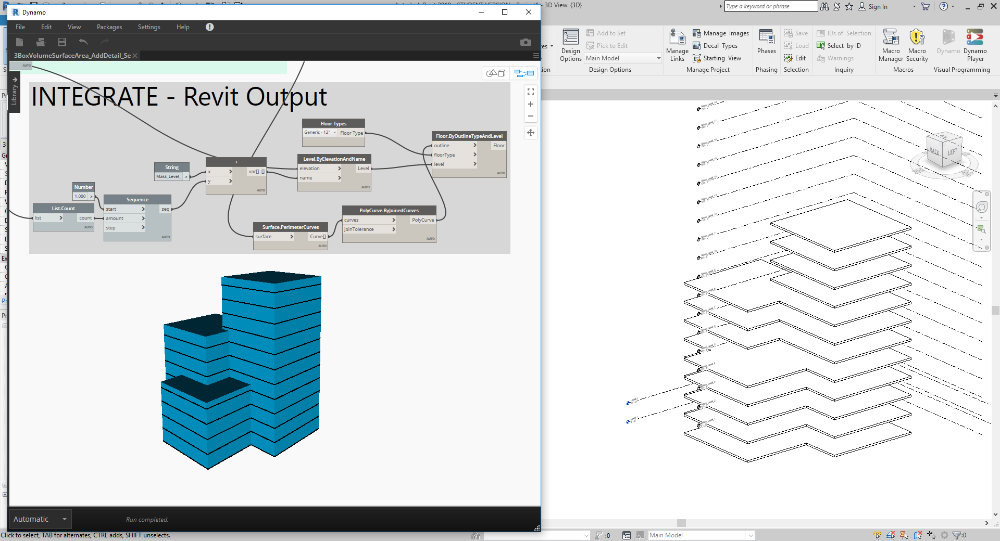 Dynamo
File Edit View Packages Settings Help
3BoxVolumeSurfaceArea_AddDetail_Se
AUTO
Library
INTEGRATE - Revit Output
Floor Types
Generic - 12" Floor Type
Floor.ByOutlineTypeAndLevel
outline > Floor
floorType >
level >
AUTO
Level.ByElevationAndName
elevation > Level
name >
AUTO
+
x > var[]..[]
y >
AUTO
String
Mass_Level_ >
Number
1.000 >
Sequence
start > seq
amount >
step >
AUTO
List.Count
list > count
AUTO
PolyCurve.ByJoinedCurves
curves > PolyCurve
joinTolerance >
AUTO
Surface.PerimeterCurves
surface > Curve[]
AUTO
Automatic
Run completed.
Click to select, TAB for alternates, CTRL adds, SHIFT unselects.
- 3D View: {3D}
Type a keyword or phrase
Sign In
Design Options
Add to Set
Pick to Edit
Main Model
Design Options
Manage Links
Manage Images
Decal Types
Starting View
Manage Project
Phases
Phasing
Save
Load
Edit
Selection
IDs of Selection
Select by ID
Warnings
Inquiry
Macro Manager
Macro Security
Macros
Dynamo
Dynamo Player
Visual Programming
BACK
LEFT
:0
Main Model
:0